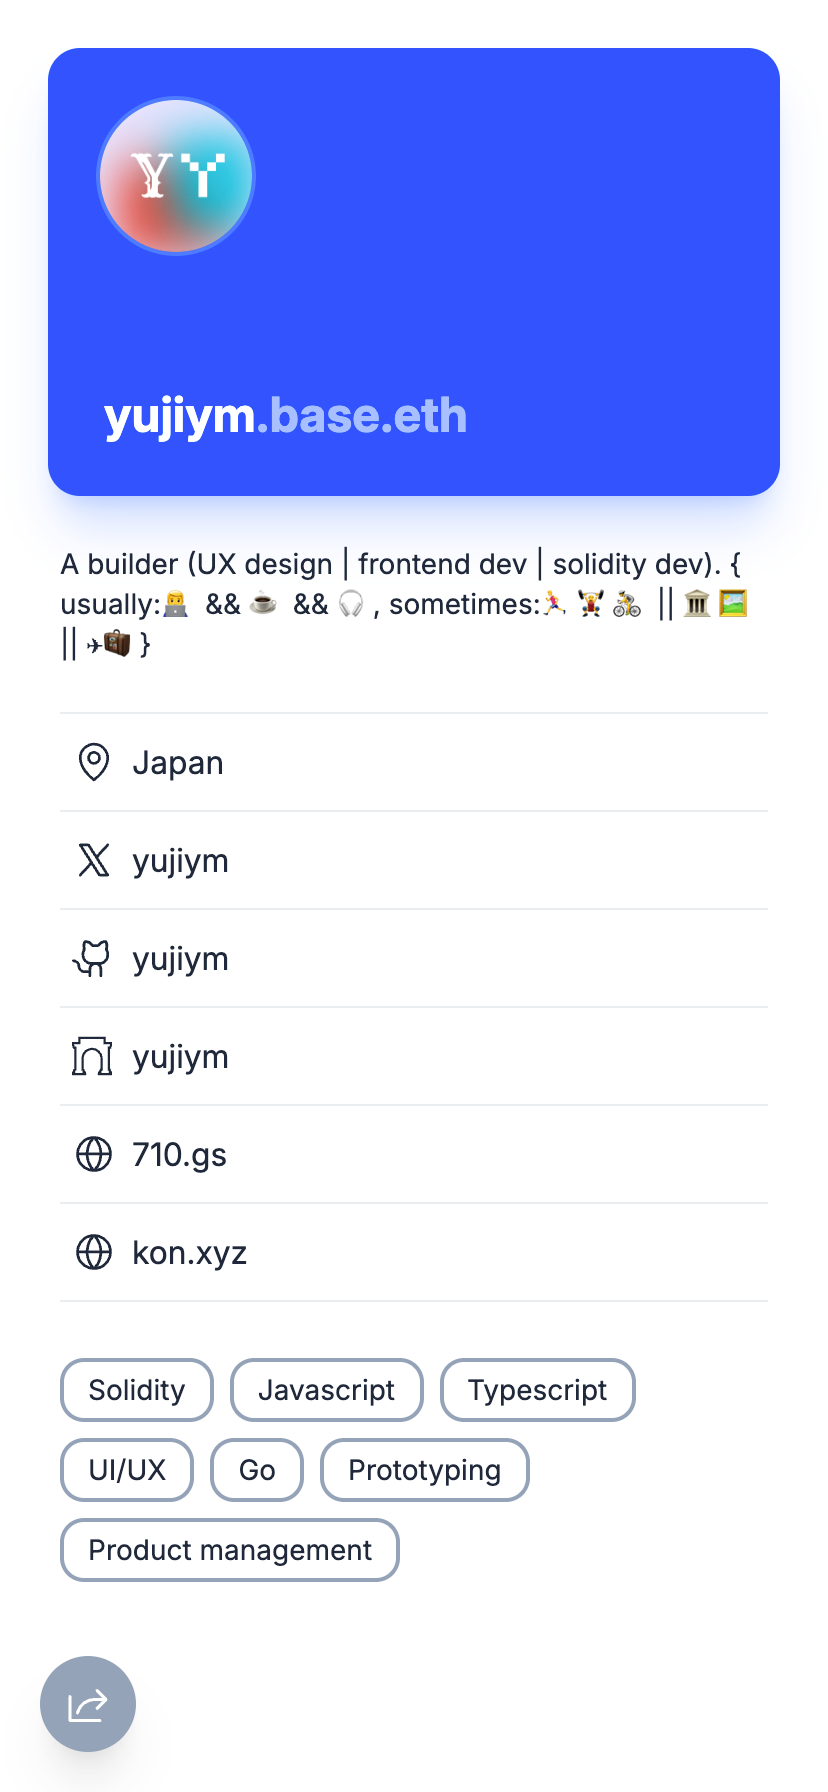 YY
yujiym.base.eth
A builder (UX design | frontend dev | solidity dev). {
usually:👨‍💻 && ☕ && 🎧 , sometimes:🏃‍♀️ 🏋️ 🚴 || 🏛️ 🖼️
|| ✈🧳 }
Japan
yujiym
yujiym
yujiym
710.gs
kon.xyz
Solidity Javascript Typescript
UI/UX Go Prototyping
Product management